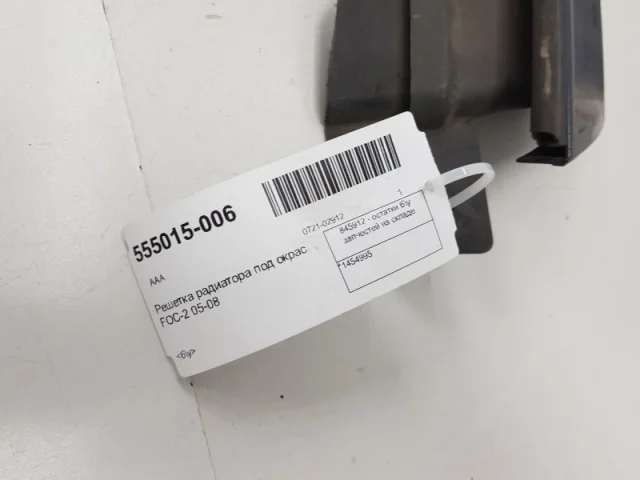 555015-006
0721-02912
1
AAA
845912 - остатки б\у
запчастей на складе
Решетка радиатора под окрас
FOC-2 05-08
*1454995
<б\у>